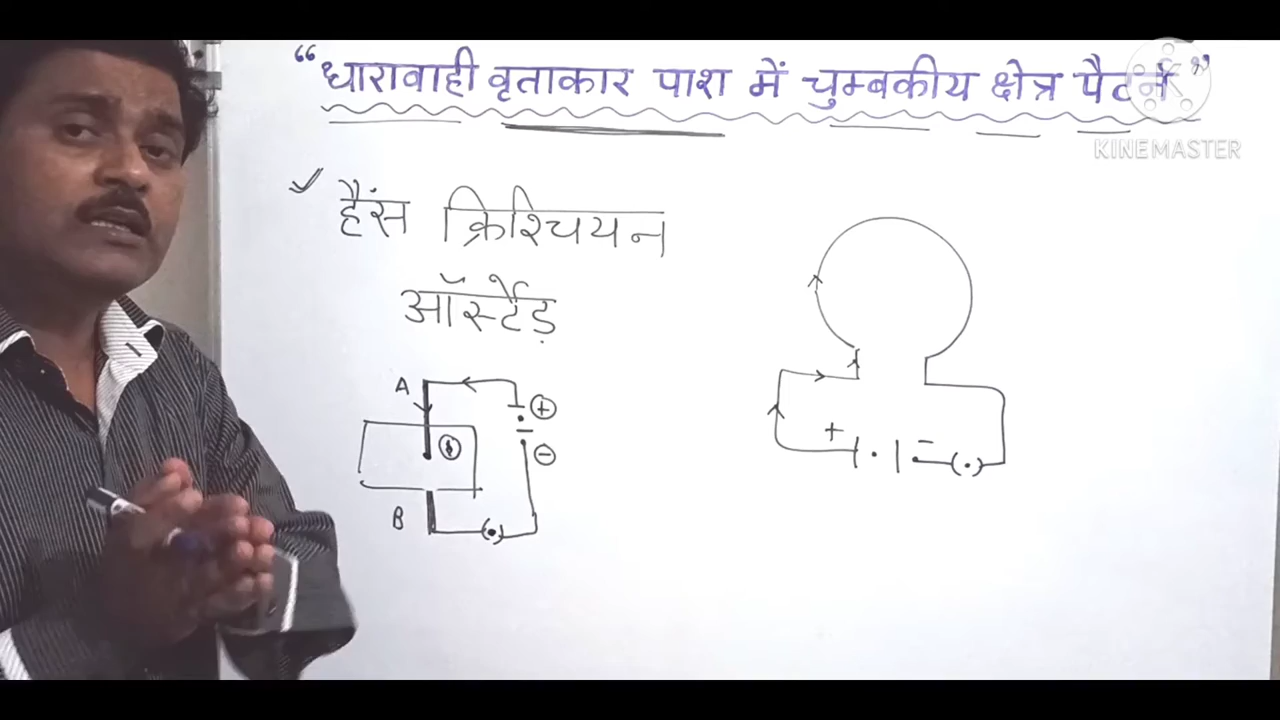 “धारावाही वृताकार पाश में चुम्बकीय क्षेत्र पैटर्न”
KINEMASTER
हैंस क्रिश्चियन
ऑर्स्टेड़
A
+
−
B
+
−